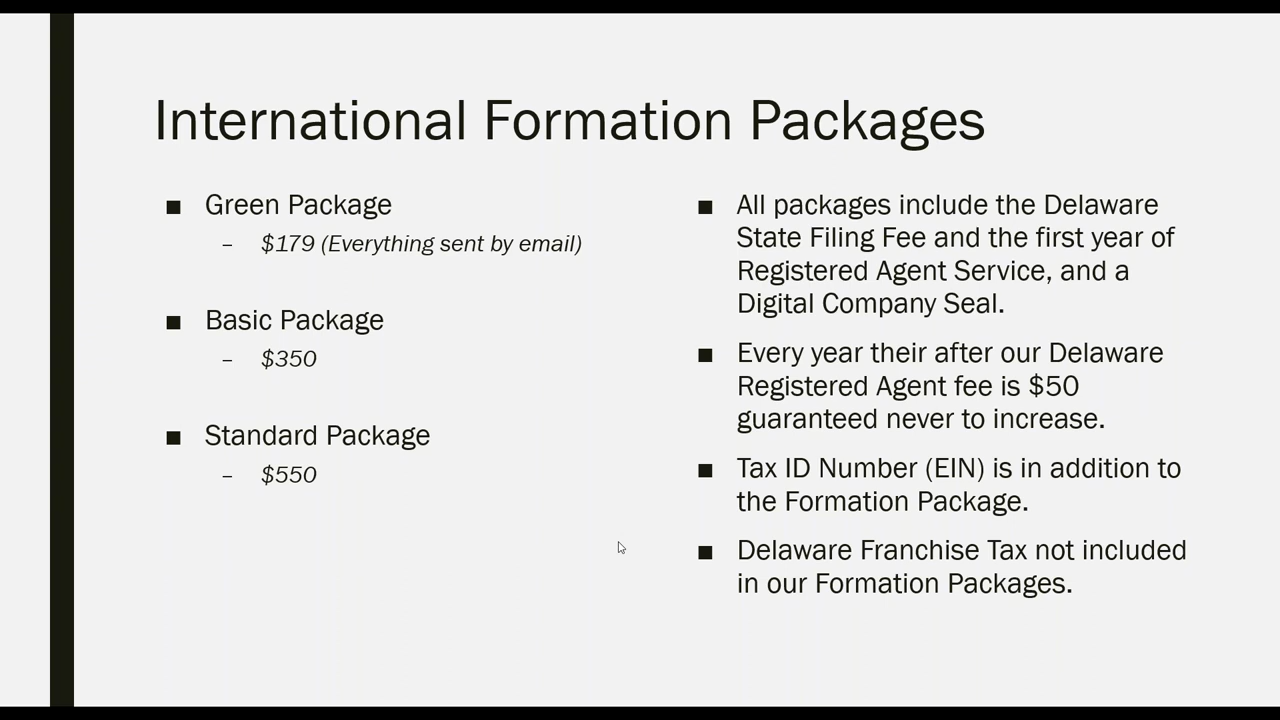 International Formation Packages
■ Green Package
– $179 (Everything sent by email)
■ Basic Package
– $350
■ Standard Package
– $550
■ All packages include the Delaware
State Filing Fee and the first year of
Registered Agent Service, and a
Digital Company Seal.
■ Every year their after our Delaware
Registered Agent fee is $50
guaranteed never to increase.
■ Tax ID Number (EIN) is in addition to
the Formation Package.
■ Delaware Franchise Tax not included
in our Formation Packages.